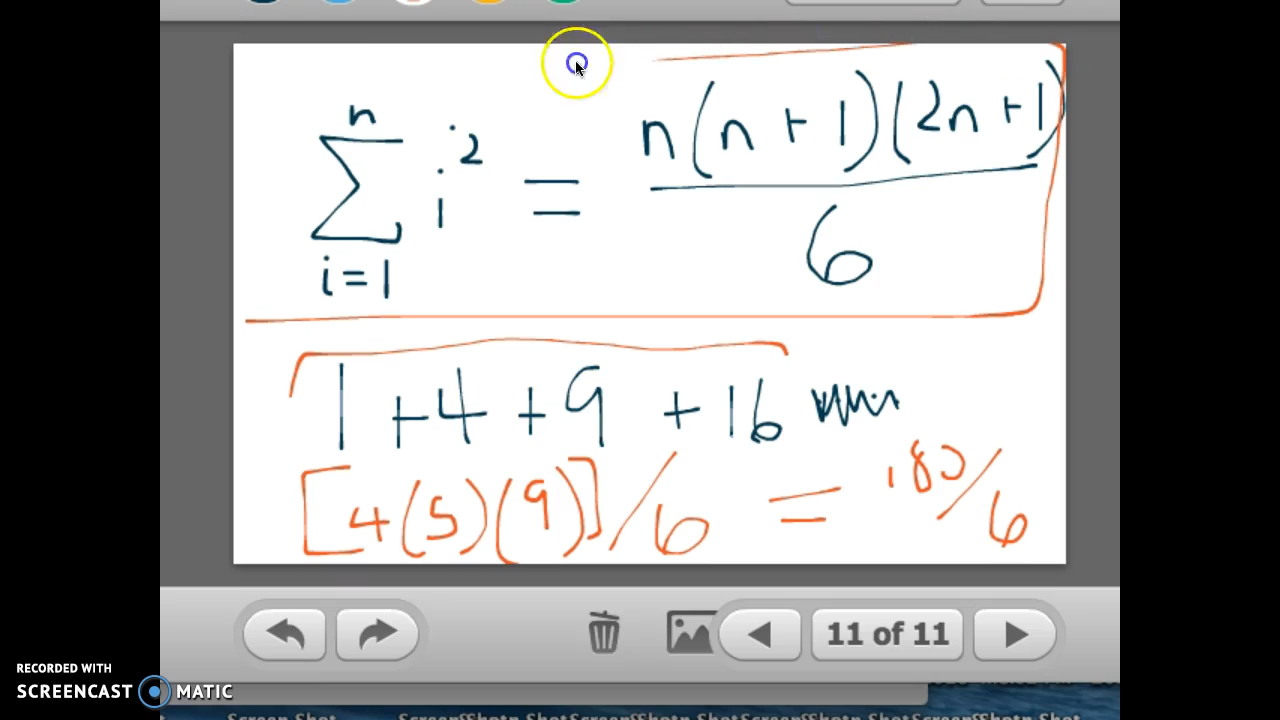 n
∑ i² = n(n+1)(2n+1)
i=1 6
1 +4 +9 +16
[4(5)(9)]/6 = 180/6
11 of 11
RECORDED WITH
SCREENCAST MATIC